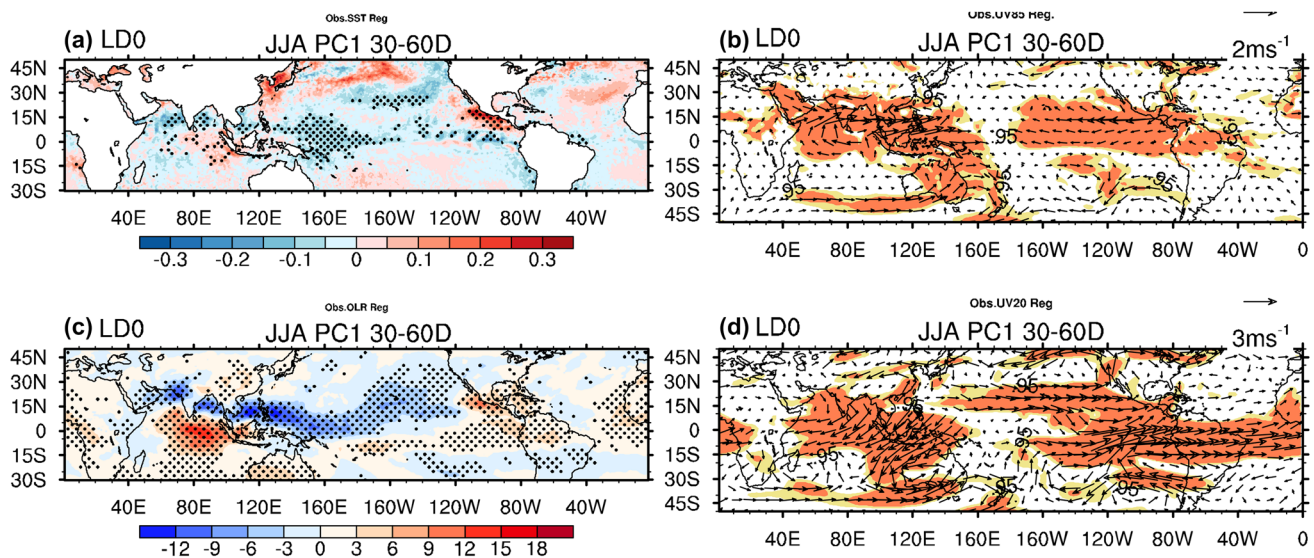 Obs.SST Reg
(a) LD0
JJA PC1 30-60D
45N
30N
15N
0
15S
30S
40E 80E 120E 160E 160W 120W 80W 40W
-0.3 -0.2 -0.1 0 0.1 0.2 0.3
Obs.UV85 Reg.
(b) LD0
JJA PC1 30-60D
2ms-1
45N
30N
15N
0
15S
30S
45S
95
95
95
95
95
95
40E 80E 120E 160E 160W 120W 80W 40W 0
Obs.OLR Reg
(c) LD0
JJA PC1 30-60D
45N
30N
15N
0
15S
30S
40E 80E 120E 160E 160W 120W 80W 40W
-12 -9 -6 -3 0 3 6 9 12 15 18
Obs.UV20 Reg
(d) LD0
JJA PC1 30-60D
3ms-1
45N
30N
15N
0
15S
30S
45S
95
95
95
95
95
95
95
40E 80E 120E 160E 160W 120W 80W 40W 0